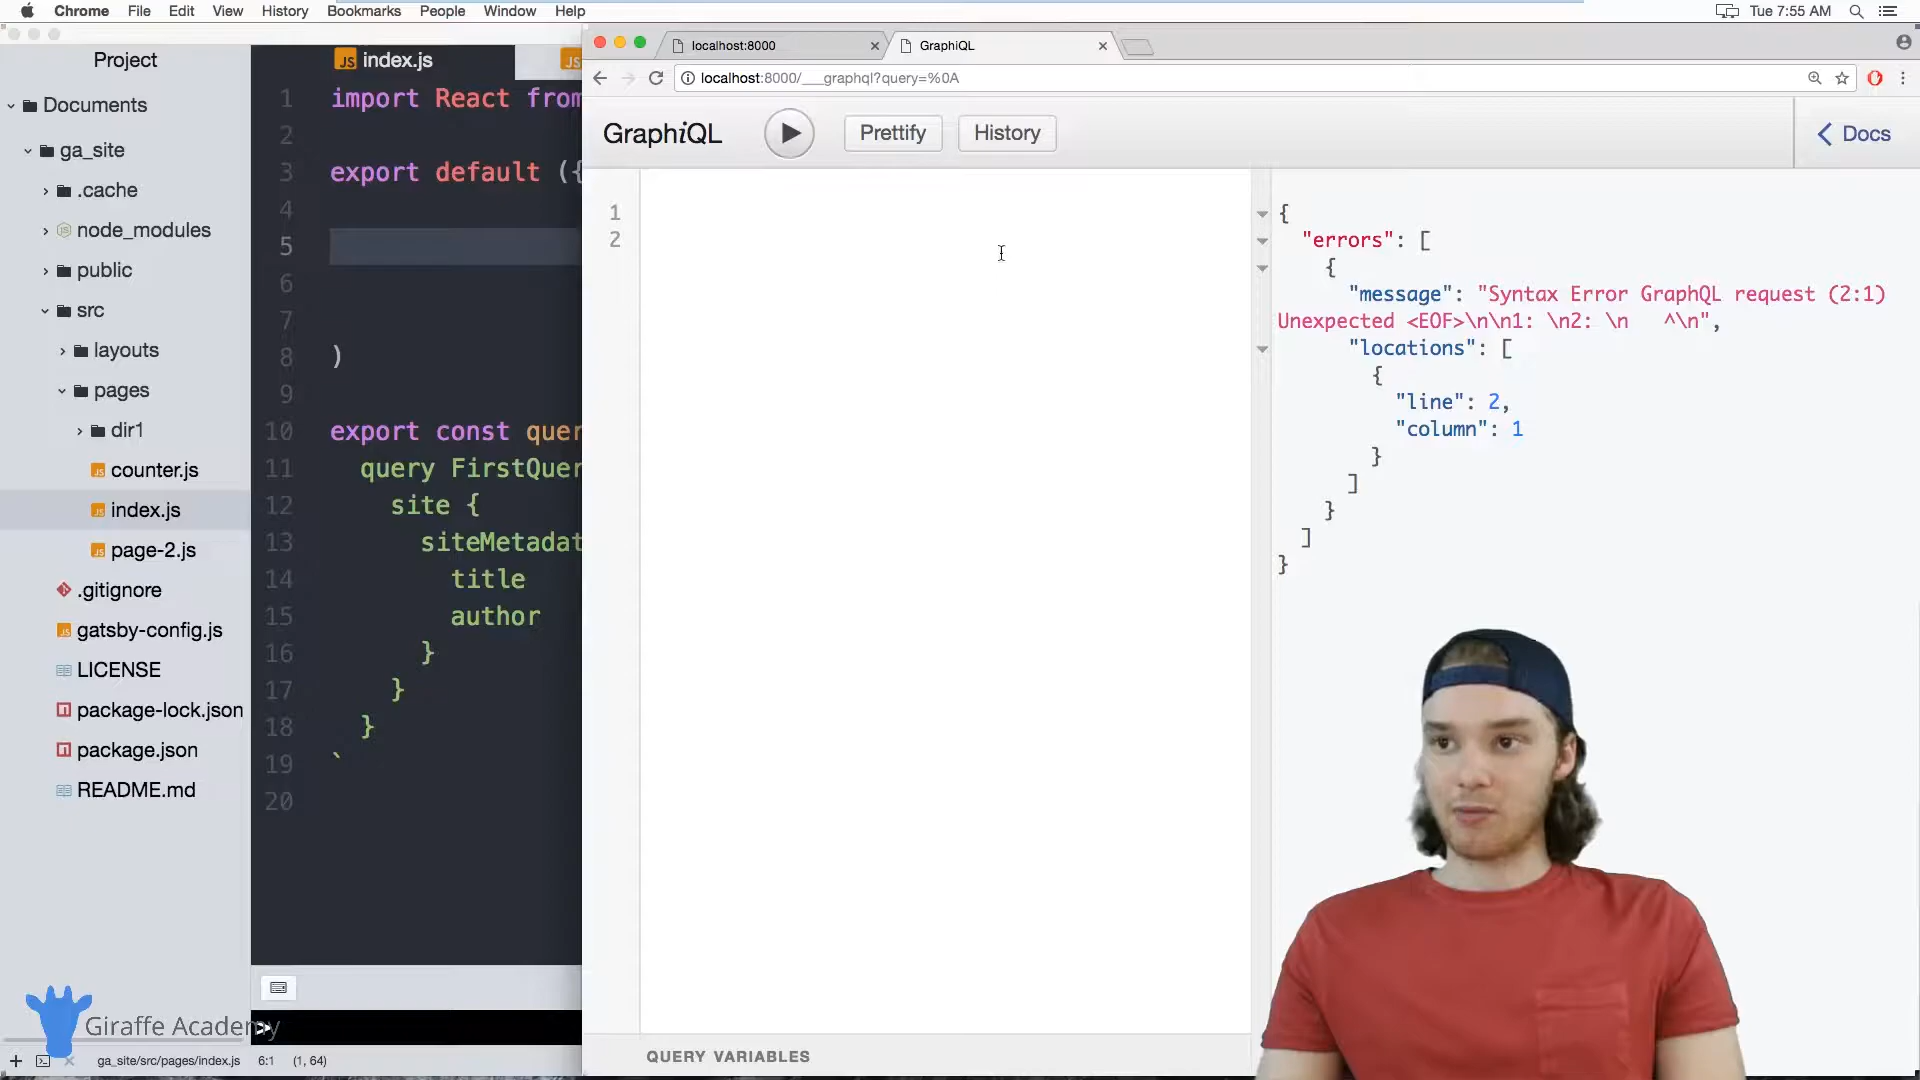 Chrome File Edit View History Bookmarks People Window Help
Tue 7:55 AM
Project
Documents
ga_site
.cache
node_modules
public
src
layouts
pages
dir1
counter.js
index.js
page-2.js
.gitignore
gatsby-config.js
LICENSE
package-lock.json
package.json
README.md
Giraffe Academy
ga_site/src/pages/index.js 6:1 (1, 64)
index.js
1 import React from
2
3 export default ({
4
5
6
7
8 )
9
10 export const quer
11 query FirstQuer
12 site {
13 siteMetadat
14 title
15 author
16 }
17 }
18 }
19 `
20
localhost:8000
GraphiQL
localhost:8000/___graphql?query=%0A
GraphiQL
Prettify
History
Docs
1
2
{
"errors": [
{
"message": "Syntax Error GraphQL request (2:1)
Unexpected <EOF>\n\n1: \n2: \n   ^\n",
"locations": [
{
"line": 2,
"column": 1
}
]
}
]
}
QUERY VARIABLES